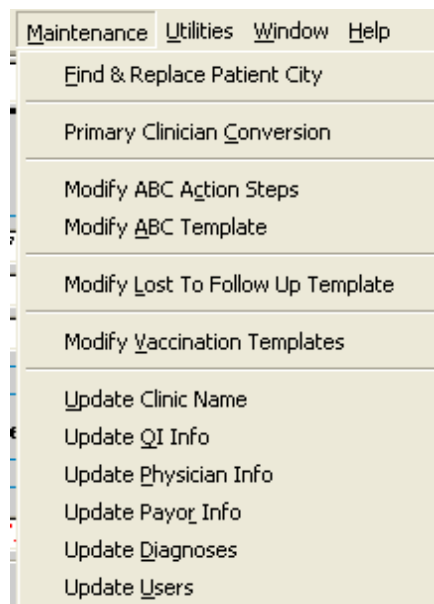 Maintenance Utilities Window Help
Find & Replace Patient City
Primary Clinician Conversion
Modify ABC Action Steps
Modify ABC Template
Modify Lost To Follow Up Template
Modify Vaccination Templates
Update Clinic Name
Update QI Info
Update Physician Info
Update Payor Info
Update Diagnoses
Update Users